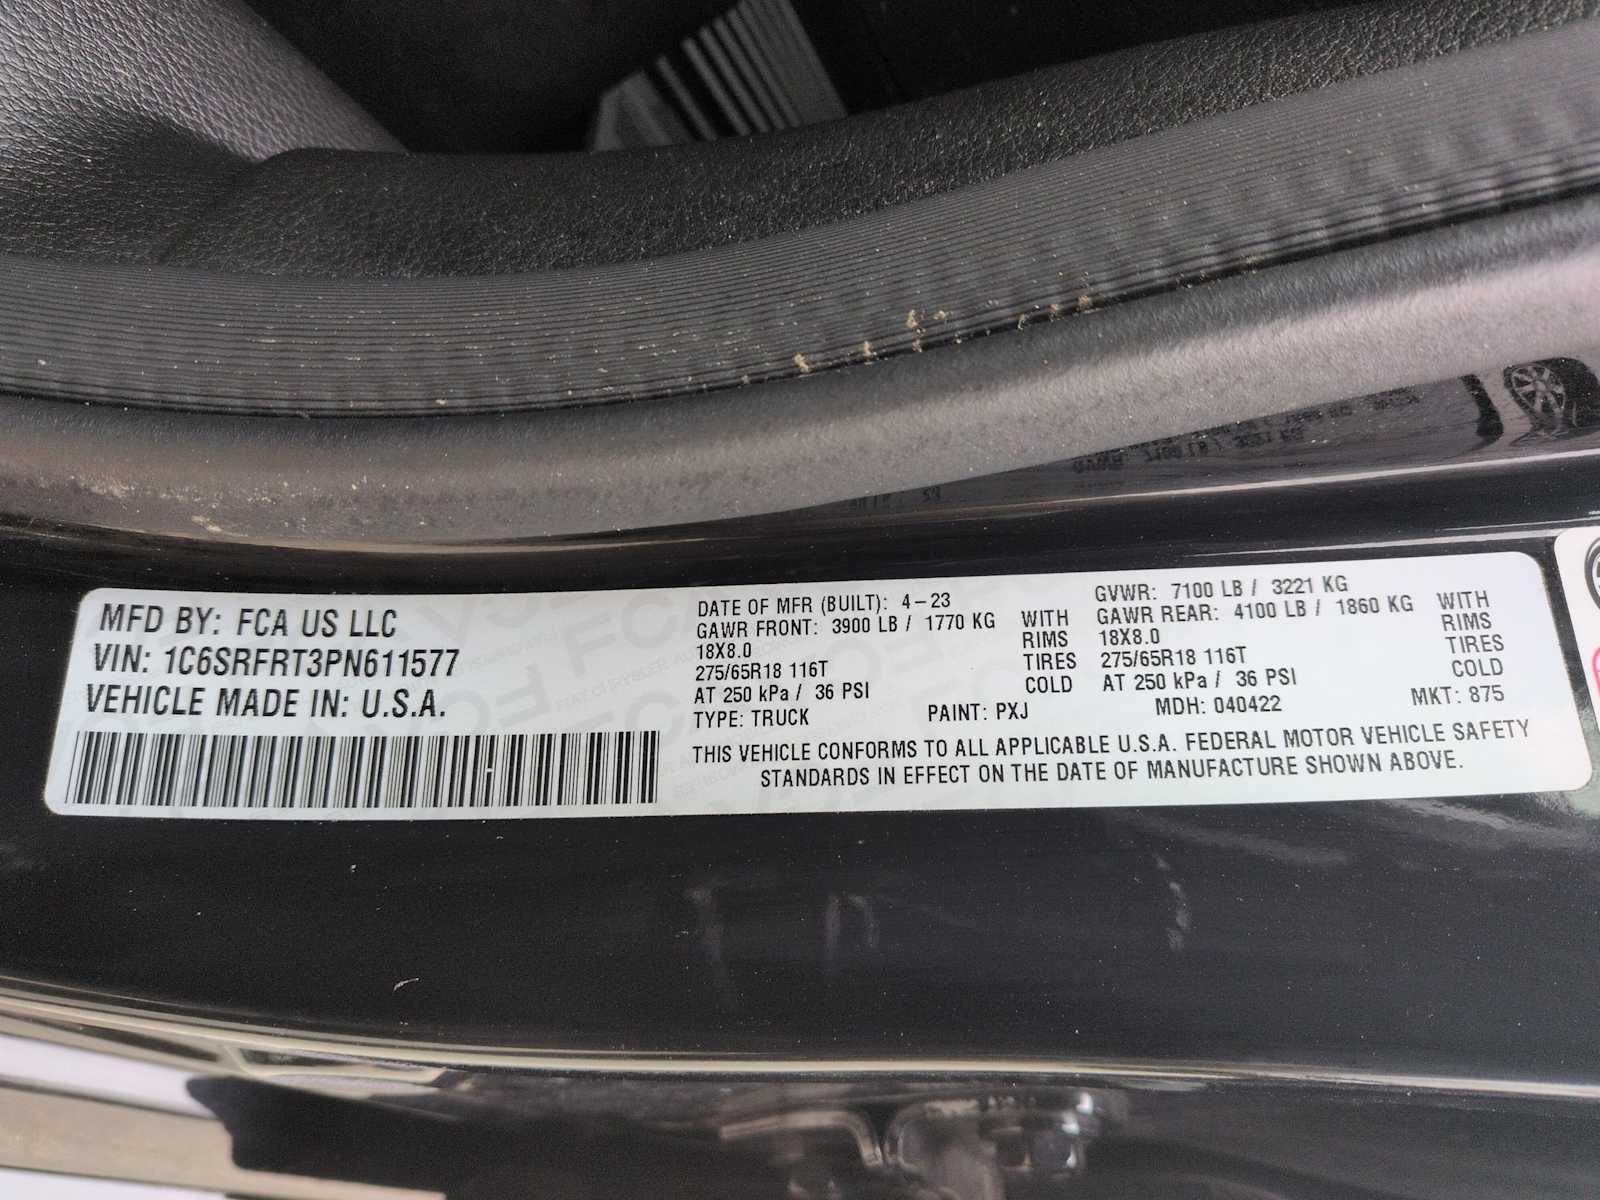 MFD BY: FCA US LLC
VIN: 1C6SRFRT3PN611577
VEHICLE MADE IN: U.S.A.
DATE OF MFR (BUILT): 4-23
GAWR FRONT: 3900 LB / 1770 KG WITH
18X8.0 RIMS
275/65R18 116T TIRES
AT 250 kPa / 36 PSI COLD
TYPE: TRUCK PAINT: PXJ
GVWR: 7100 LB / 3221 KG
GAWR REAR: 4100 LB / 1860 KG WITH
18X8.0 RIMS
275/65R18 116T TIRES
AT 250 kPa / 36 PSI COLD
MDH: 040422 MKT: 875
THIS VEHICLE CONFORMS TO ALL APPLICABLE U.S.A. FEDERAL MOTOR VEHICLE SAFETY
STANDARDS IN EFFECT ON THE DATE OF MANUFACTURE SHOWN ABOVE.